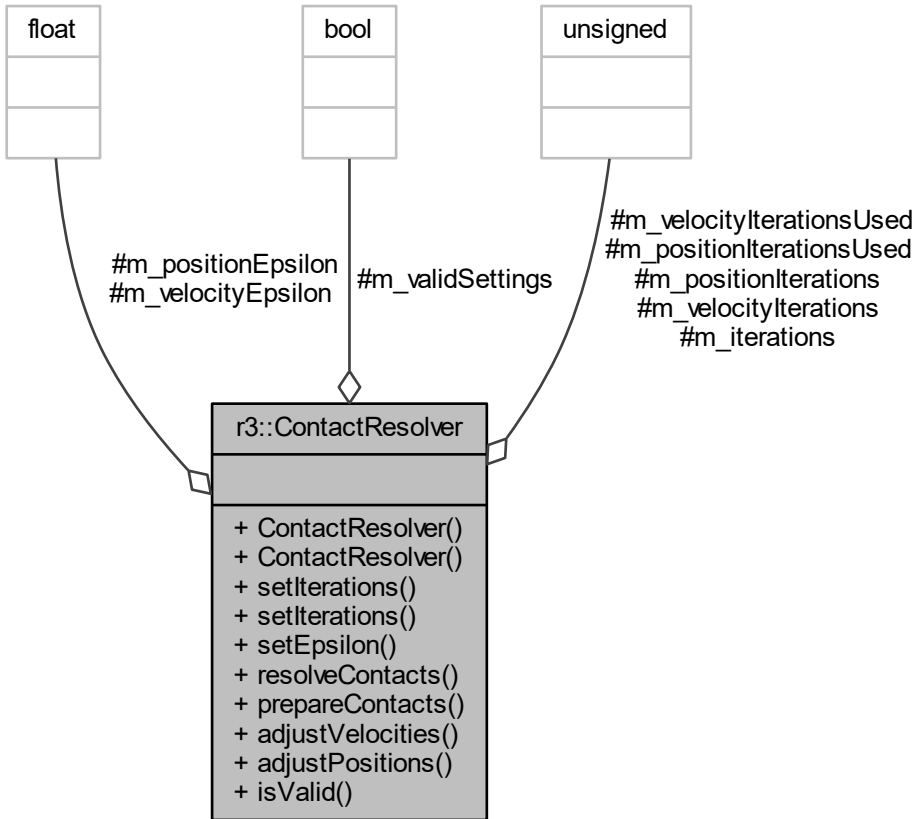 float
bool
unsigned
#m_positionEpsilon
#m_velocityEpsilon
#m_validSettings
#m_velocityIterationsUsed
#m_positionIterationsUsed
#m_positionIterations
#m_velocityIterations
#m_iterations
r3::ContactResolver
+ ContactResolver()
+ ContactResolver()
+ setIterations()
+ setIterations()
+ setEpsilon()
+ resolveContacts()
+ prepareContacts()
+ adjustVelocities()
+ adjustPositions()
+ isValid()